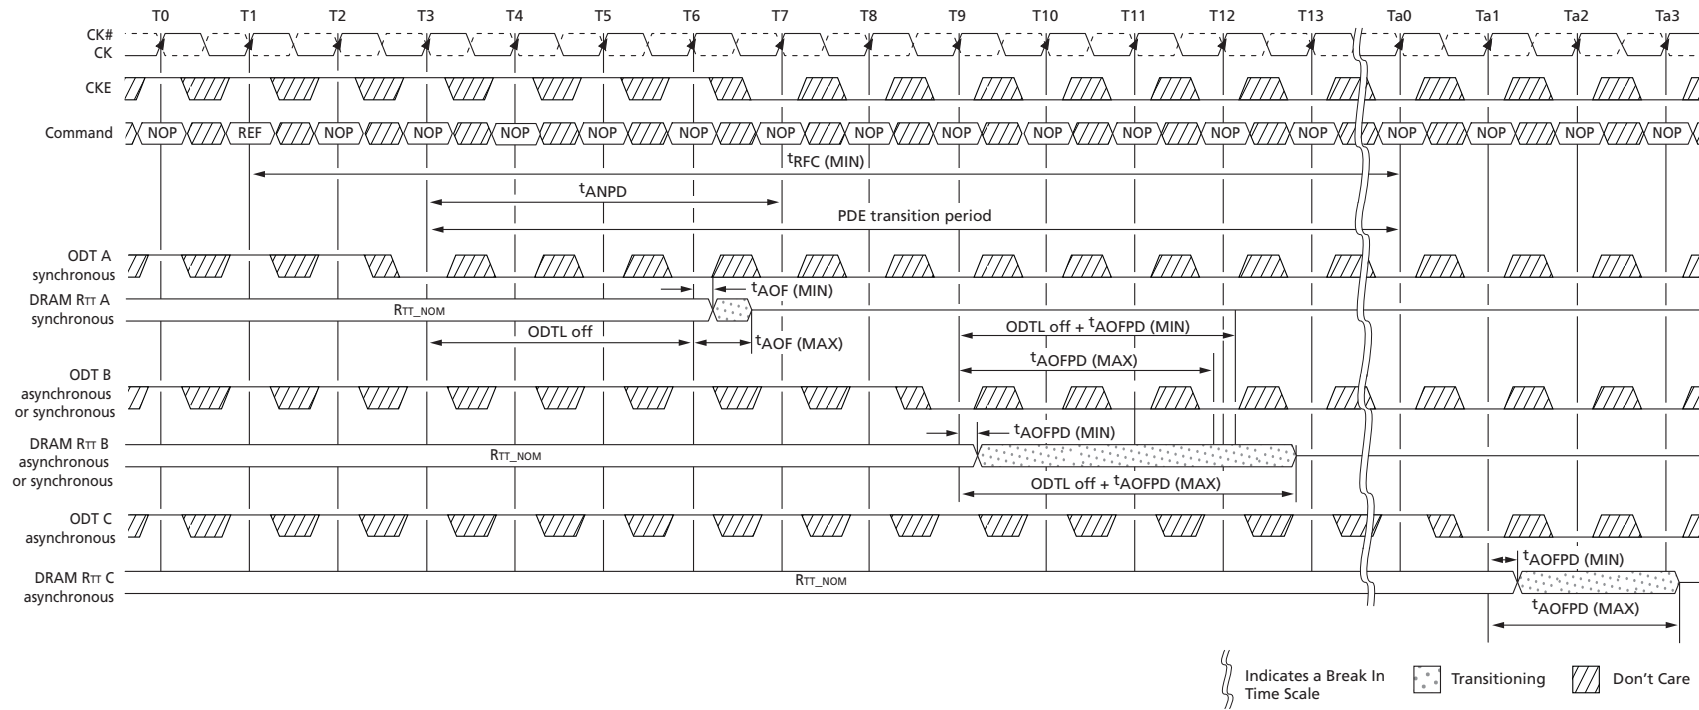 T0 T1 T2 T3 T4 T5 T6 T7 T8 T9 T10 T11 T12 T13 Ta0 Ta1 Ta2 Ta3
CK#
CK
CKE
Command NOP REF NOP NOP NOP NOP NOP NOP NOP NOP NOP NOP NOP NOP NOP NOP NOP NOP
tRFC (MIN)
tANPD
PDE transition period
ODT A
synchronous
tAOF (MIN)
DRAM RTT A
synchronous
RTT_NOM
ODTL off
tAOF (MAX)
ODTL off + tAOFPD (MIN)
tAOFPD (MAX)
ODT B
asynchronous
or synchronous
tAOFPD (MIN)
DRAM RTT B
asynchronous
or synchronous
RTT_NOM
ODTL off + tAOFPD (MAX)
ODT C
asynchronous
tAOFPD (MIN)
DRAM RTT C
asynchronous
RTT_NOM
tAOFPD (MAX)
Indicates a Break In
Time Scale
Transitioning
Don't Care